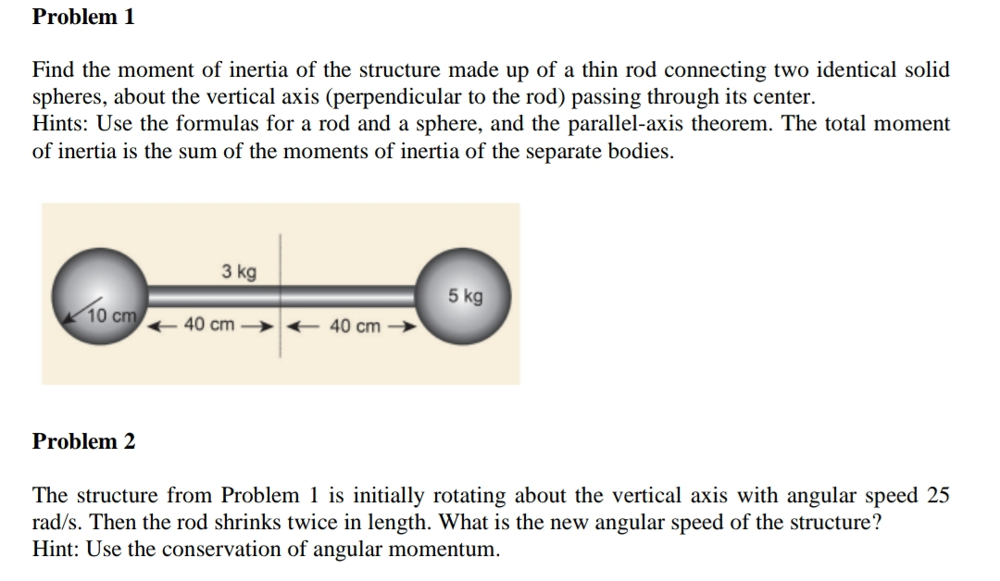 Problem 1
Find the moment of inertia of the structure made up of a thin rod connecting two identical solid
spheres, about the vertical axis (perpendicular to the rod) passing through its center.
Hints: Use the formulas for a rod and a sphere, and the parallel-axis theorem. The total moment
of inertia is the sum of the moments of inertia of the separate bodies.
3 kg
5 kg
10 cm
40 cm
40 cm
Problem 2
The structure from Problem 1 is initially rotating about the vertical axis with angular speed 25
rad/s. Then the rod shrinks twice in length. What is the new angular speed of the structure?
Hint: Use the conservation of angular momentum.